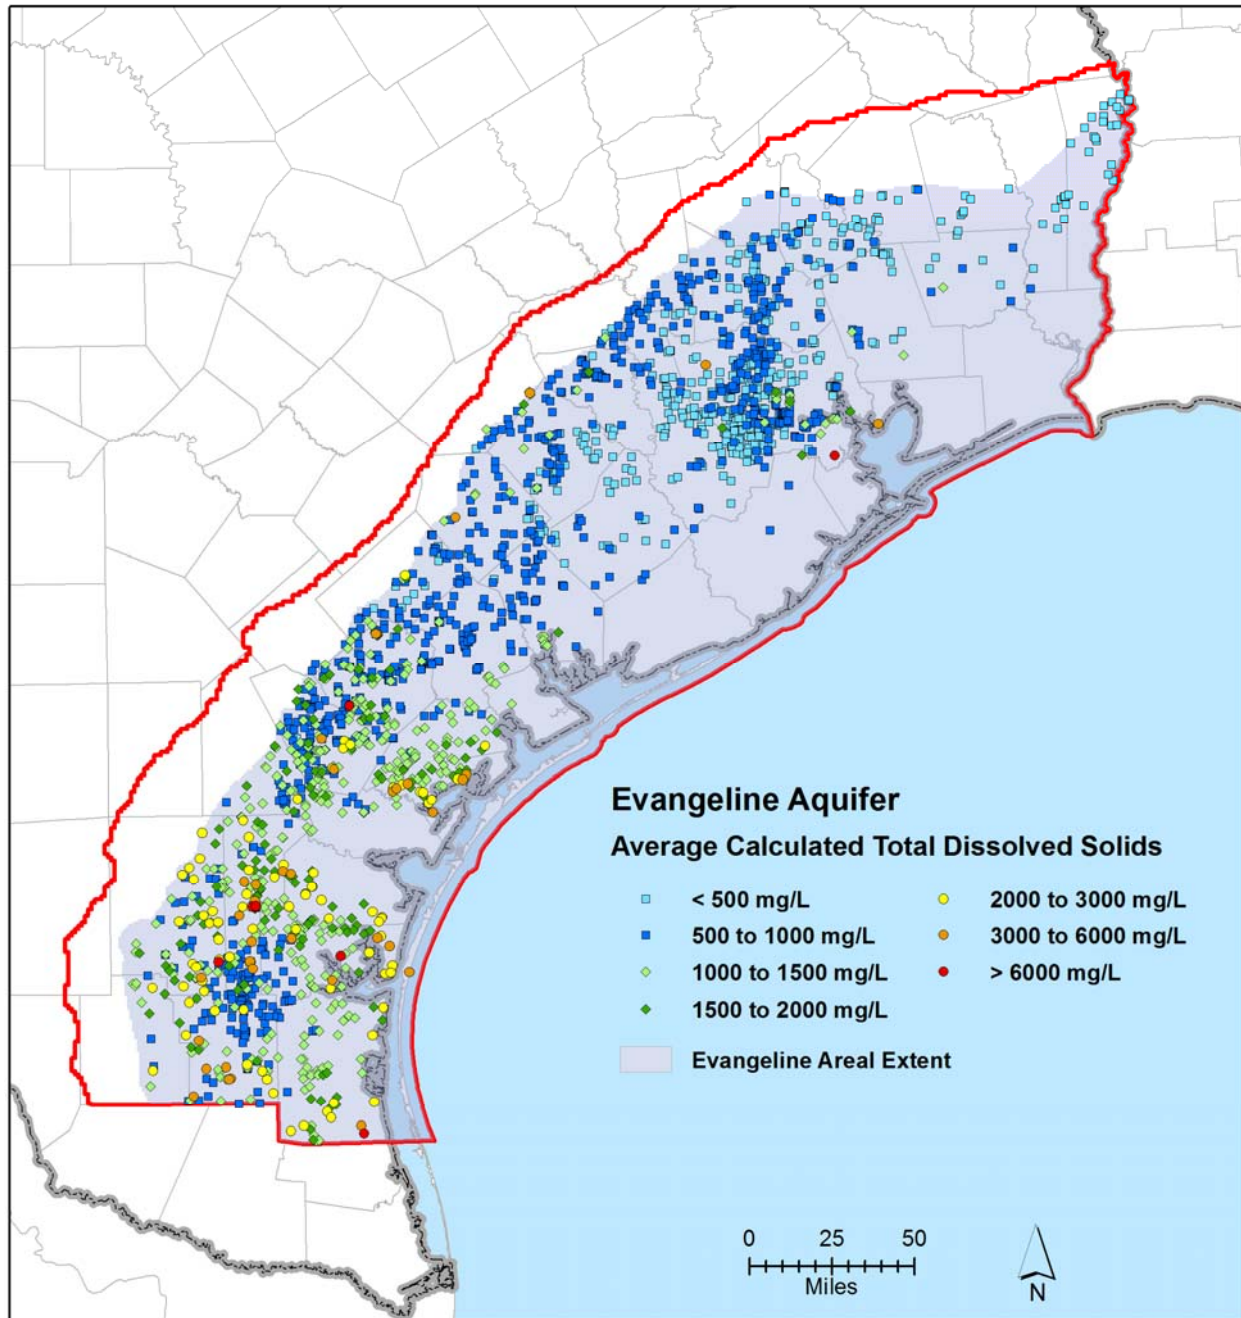 Evangeline Aquifer
Average Calculated Total Dissolved Solids
< 500 mg/L
500 to 1000 mg/L
1000 to 1500 mg/L
1500 to 2000 mg/L
2000 to 3000 mg/L
3000 to 6000 mg/L
> 6000 mg/L
Evangeline Areal Extent
0 25 50
Miles
N